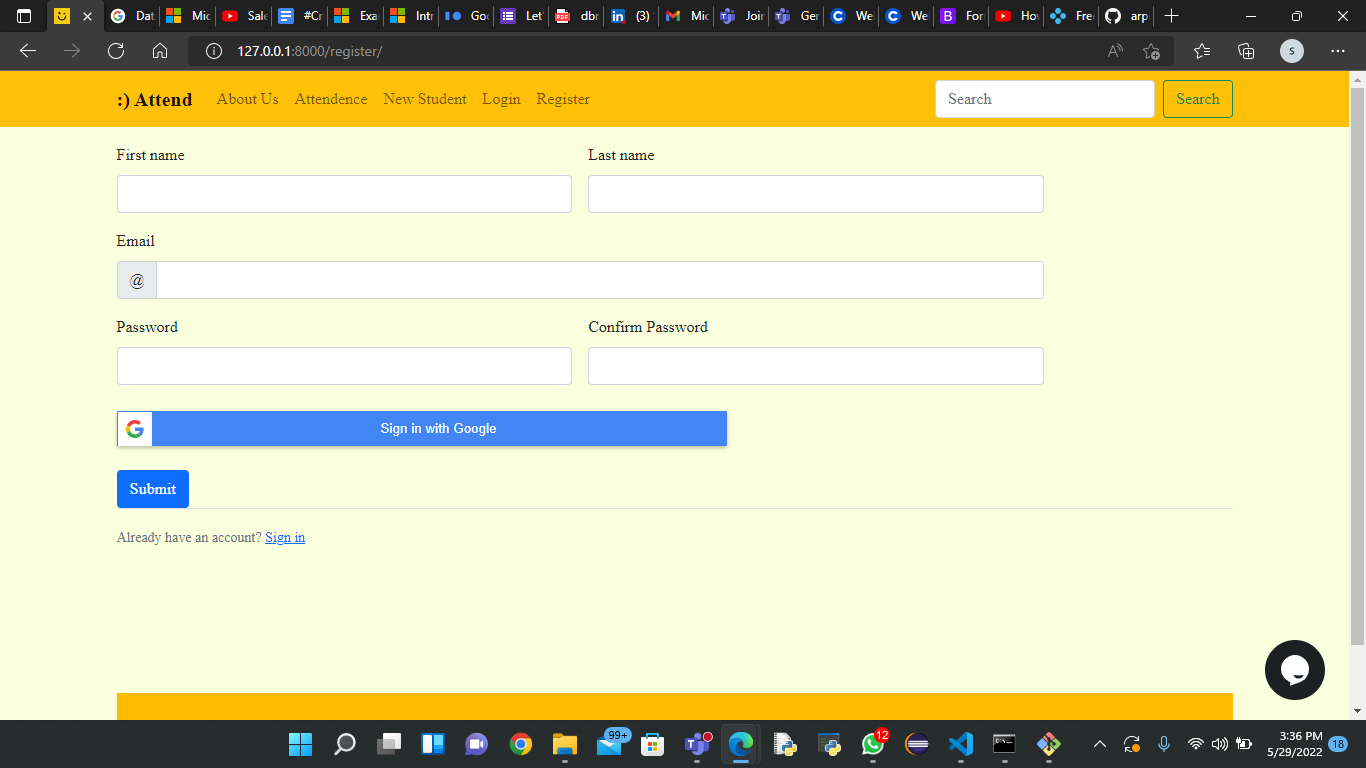 Dat Mic Sal #Cr Exa Intr Goo Let' dbr (3) Mic Join Ger We We For Hov Fre arp
127.0.0.1:8000/register/
S
:) Attend About Us Attendence New Student Login Register Search Search
First name Last name
Email
@
Password Confirm Password
Sign in with Google
Submit
Already have an account? Sign in
99+ 12
3:36 PM
5/29/2022 18